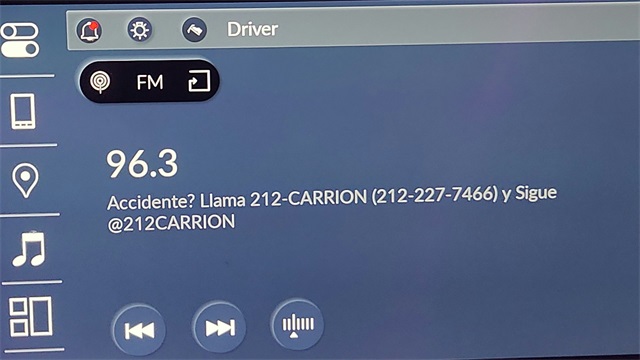 Driver
FM
96.3
Accidente? Llama 212-CARRION (212-227-7466) y Sigue
@212CARRION